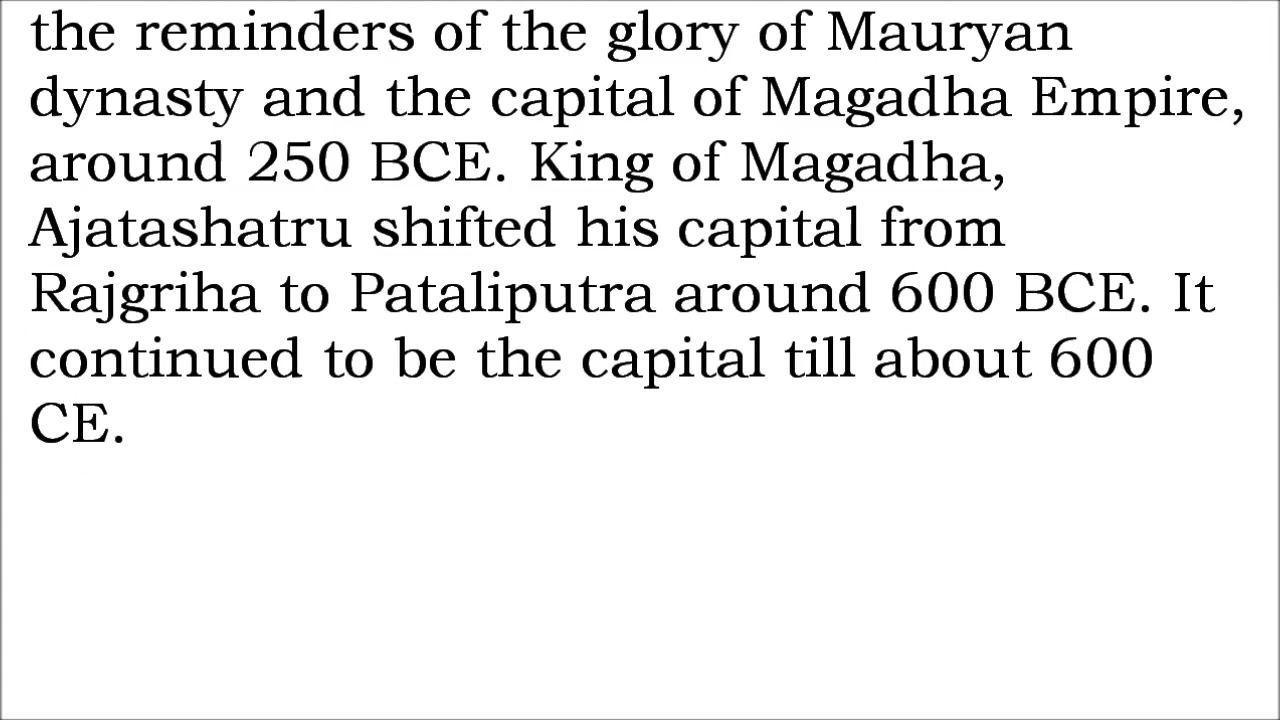 the reminders of the glory of Mauryan
dynasty and the capital of Magadha Empire,
around 250 BCE. King of Magadha,
Ajatashatru shifted his capital from
Rajgriha to Pataliputra around 600 BCE. It
continued to be the capital till about 600
CE.